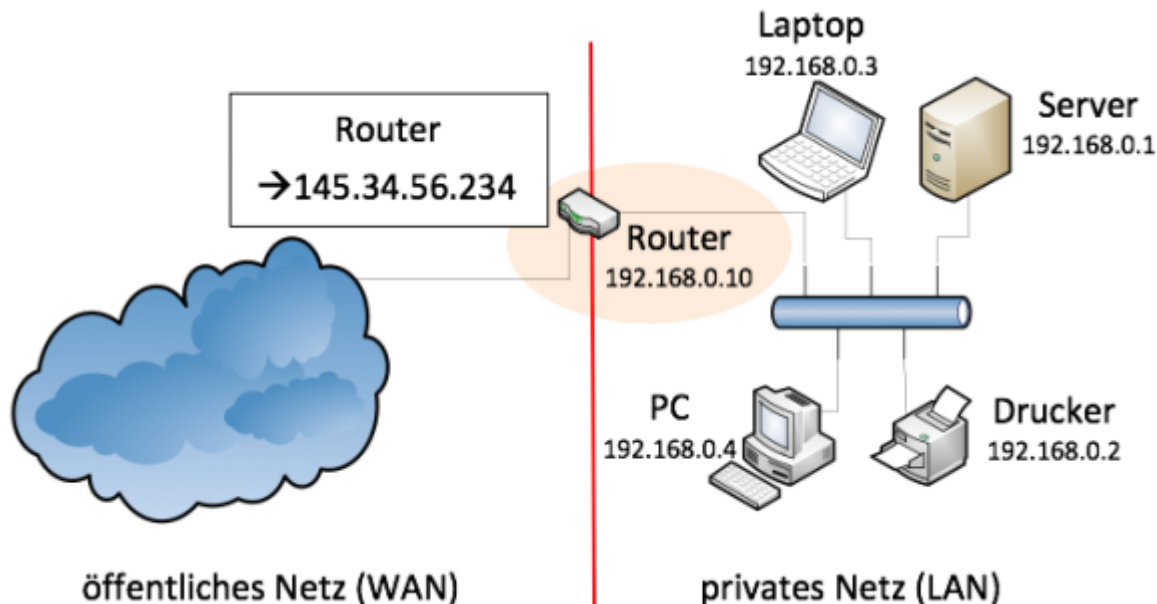 Laptop
192.168.0.3
Server
192.168.0.1
Router
→145.34.56.234
Router
192.168.0.10
PC
192.168.0.4
Drucker
192.168.0.2
öffentliches Netz (WAN)
privates Netz (LAN)